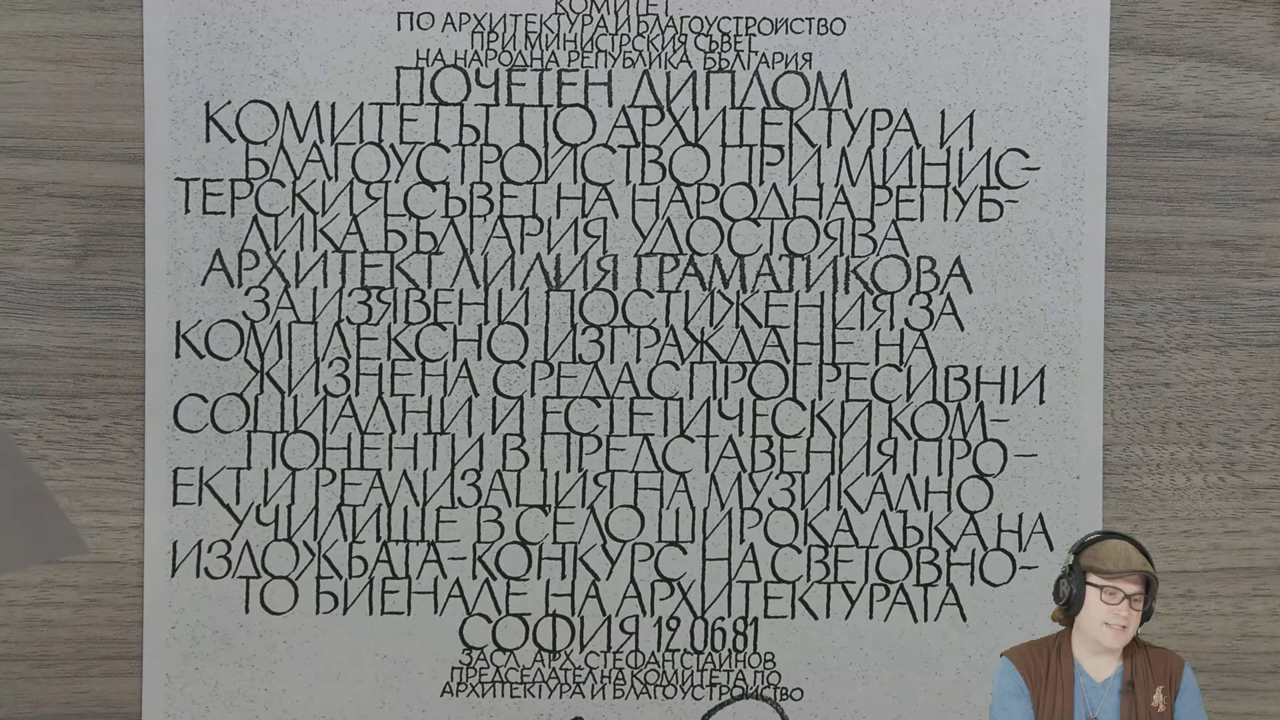 КОМИТЕТ
ПО АРХИТЕКТУРА И БЛАГОУСТРОЙСТВО
ПРИ МИНИСТРСКИЯ СЪВЕТ
НА НАРОДНА РЕПУБЛИКА БЪЛГАРИЯ
ПОЧЕТЕН ДИПЛОМ
КОМИТЕТЪТ ПО АРХИТЕКТУРА И
БЛАГОУСТРОЙСТВО ПРИ МИНИС-
ТЕРСКИЯ СЪВЕТ НА НАРОДНА РЕПУБ-
ЛИКА БЪЛГАРИЯ УДОСТОЯВА
АРХИТЕКТ ЛИЛИЯ ГРАМАТИКОВА
ЗА ИЗЯВЕНИ ПОСТИЖЕНИЯ ЗА
КОМПЛЕКСНО ИЗГРАЖДАНЕ НА
ЖИЗНЕНА СРЕДА С ПРОГРЕСИВНИ
СОЦИАЛНИ И ЕСТЕТИЧЕСКИ КОМ-
ПОНЕНТИ В ПРЕДСТАВЕНИЯ ПРО-
ЕКТ И РЕАЛИЗАЦИЯ НА МУЗИКАЛНО
УЧИЛИЩЕ В СЕЛО ШИРОКА ЛЪКА НА
ИЗЛОЖБАТА-КОНКУРС НА СВЕТОВНО-
ТО БИЕНАЛЕ НА АРХИТЕКТУРАТА
СОФИЯ 12.06.81
ЗАСЛ. АРХ. СТЕФАН СТАЙНОВ
ПРЕДСЕДАТЕЛ НА КОМИТЕТА ПО
АРХИТЕКТУРА И БЛАГОУСТРОЙСТВО